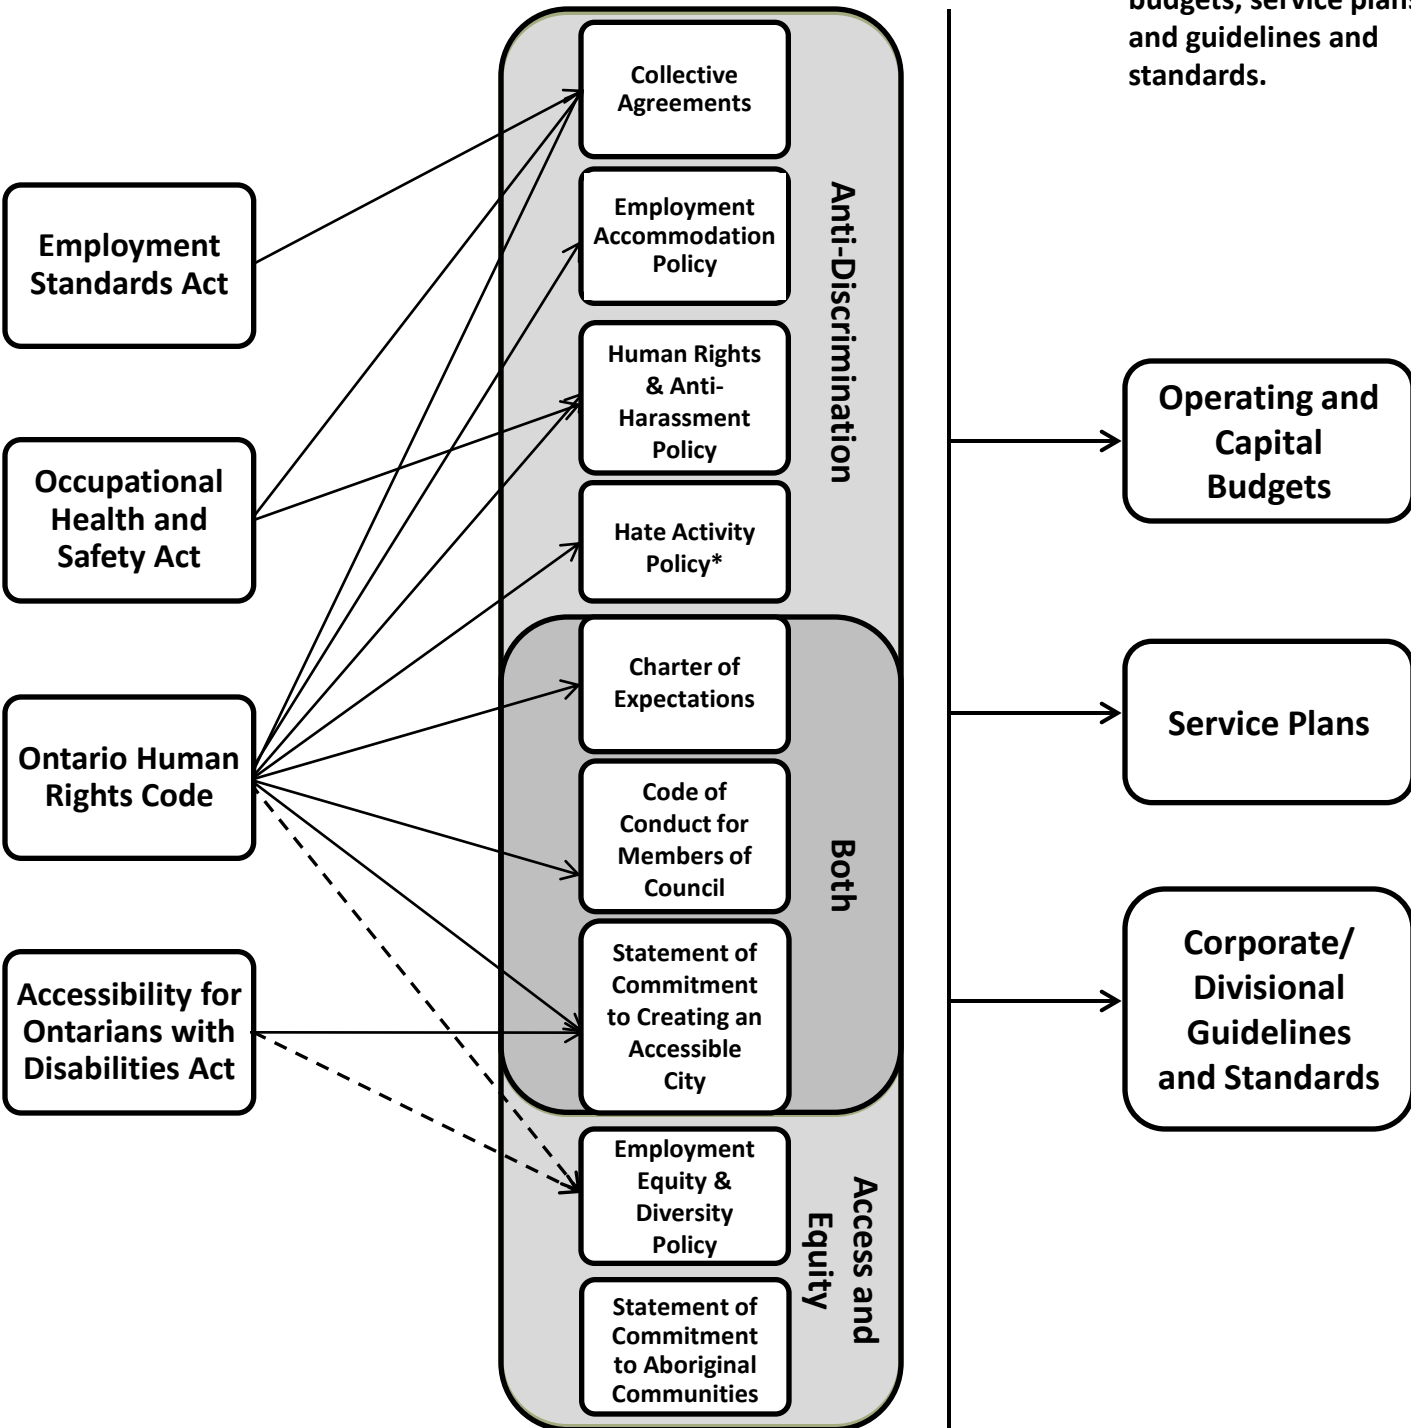 budgets, service plans
and guidelines and
standards.
Collective
Agreements
Employment
Accommodation
Policy
Human Rights
& Anti-
Harassment
Policy
Hate Activity
Policy*
Charter of
Expectations
Code of
Conduct for
Members of
Council
Statement of
Commitment
to Creating an
Accessible
City
Employment
Equity &
Diversity
Policy
Statement of
Commitment
to Aboriginal
Communities
Anti-Discrimination
Both
Access and
Equity
Employment
Standards Act
Occupational
Health and
Safety Act
Ontario Human
Rights Code
Accessibility for
Ontarians with
Disabilities Act
Operating and
Capital
Budgets
Service Plans
Corporate/
Divisional
Guidelines
and Standards